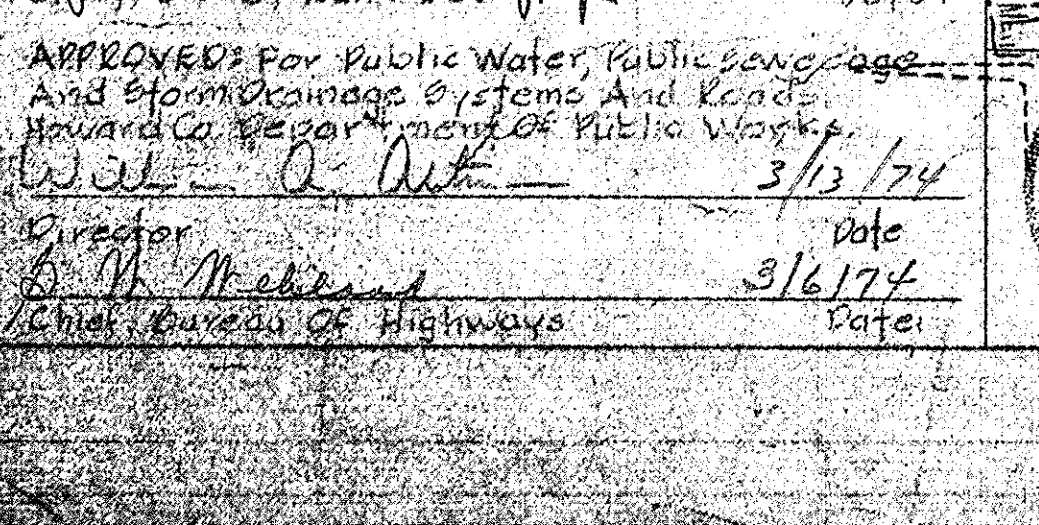 APPROVED: For Public Water, Public Sewerage
And Storm Drainage Systems And Roads.
Howard Co. Department Of Public Works.
3/13/74
Director Date
3/6/74
Chief, Bureau Of Highways Date